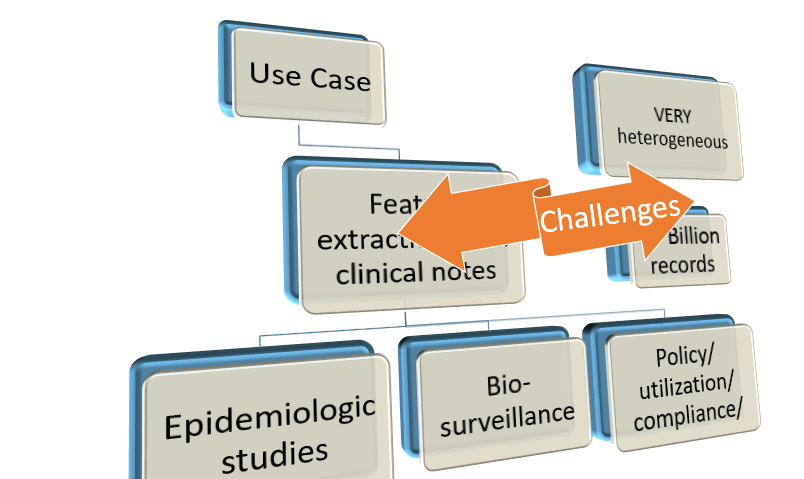 Use Case
VERY
heterogeneous
Challenges
clinical notes
Billion
records
Epidemiologic
studies
Bio-
surveillance
Policy/
utilization/
compliance/